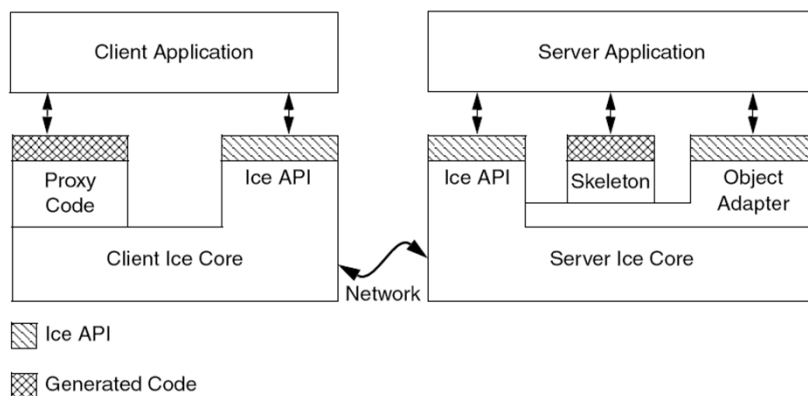 Client Application
Server Application
Proxy
Code
Ice API
Ice API
Skeleton
Object
Adapter
Client Ice Core
Server Ice Core
Network
Ice API
Generated Code